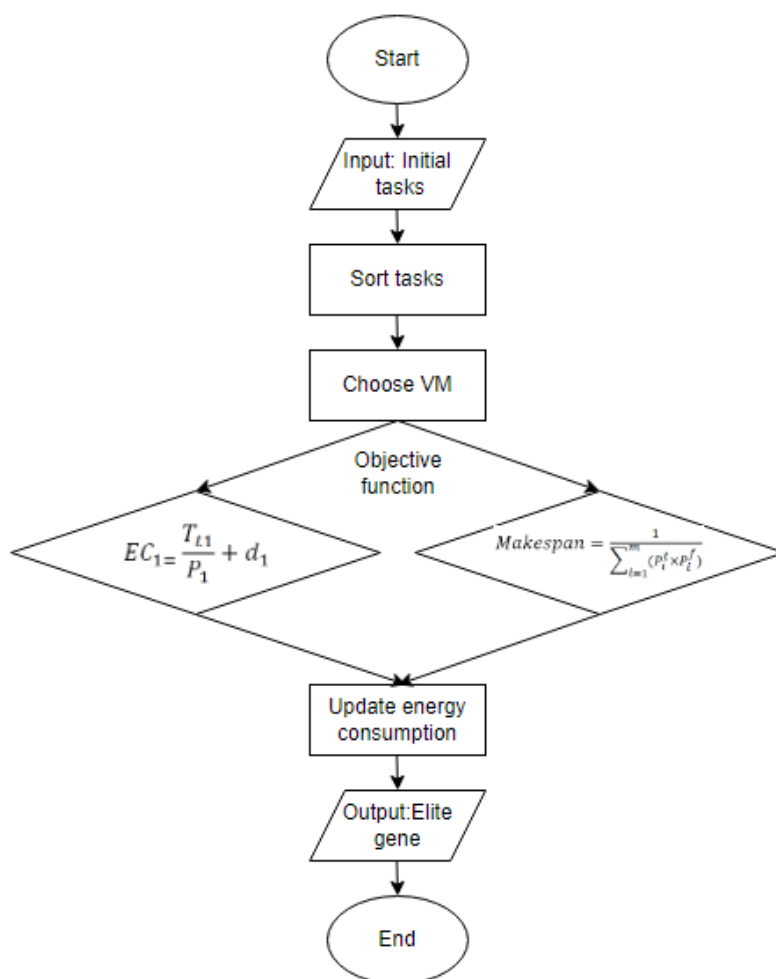 Start
Input: Initial
tasks
Sort tasks
Choose VM
Objective
function
EC₁₌ T_{t1}/P₁ + d₁
Makespan = 1/∑_{i=1}^{m}(P_i^t × P_i^f)
Update energy
consumption
Output:Elite
gene
End